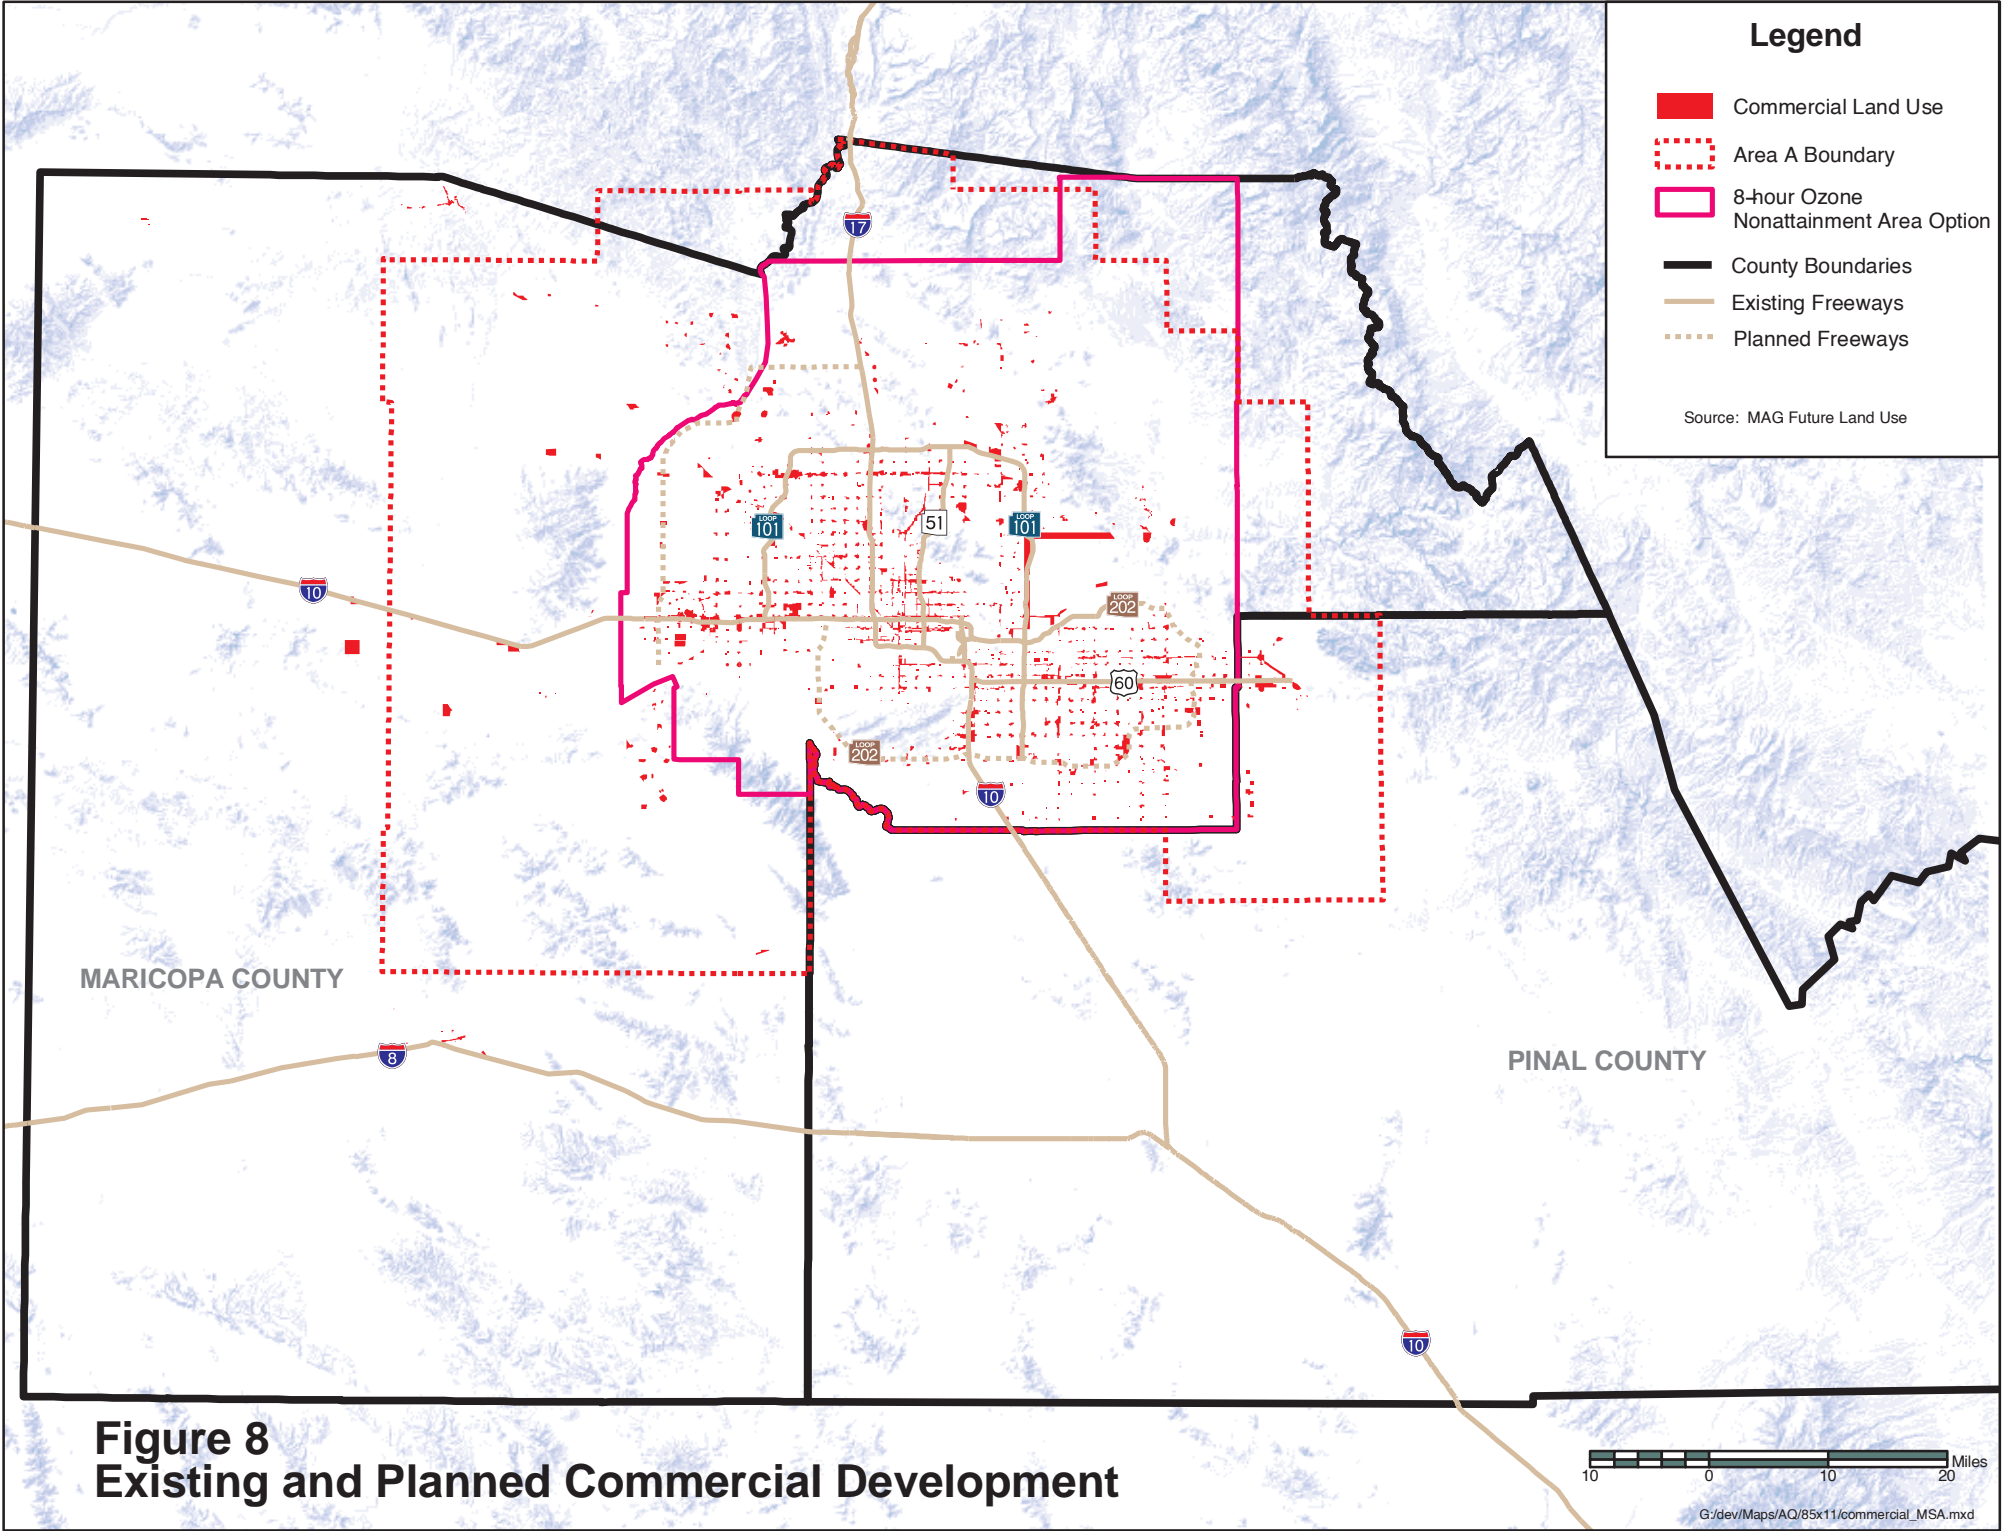 Legend
Commercial Land Use
Area A Boundary
8-hour Ozone
Nonattainment Area Option
County Boundaries
Existing Freeways
Planned Freeways
Source: MAG Future Land Use
17
LOOP
101
51
LOOP
101
10
LOOP
202
60
LOOP
202
10
MARICOPA COUNTY
8
PINAL COUNTY
10
Figure 8
Existing and Planned Commercial Development
Miles
10 0 10 20
G:/dev/Maps/AQ/85x11/commercial_MSA.mxd